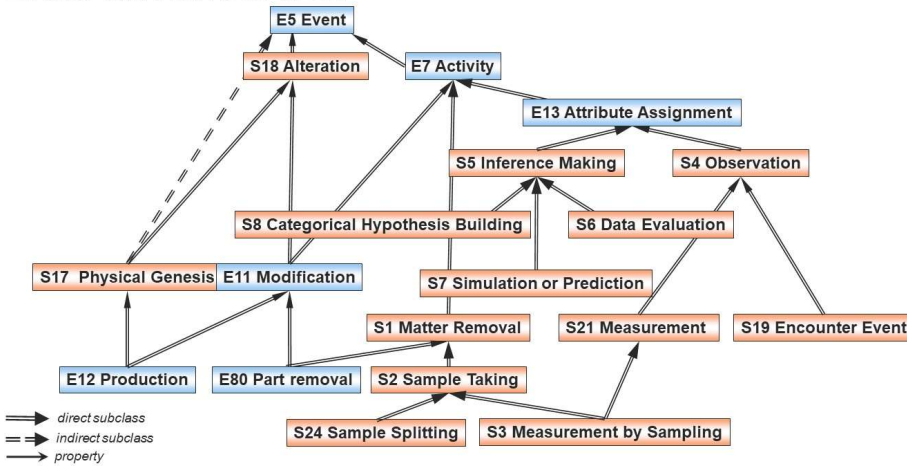 E5 Event
S18 Alteration
E7 Activity
E13 Attribute Assignment
S5 Inference Making
S4 Observation
S8 Categorical Hypothesis Building
S6 Data Evaluation
S17 Physical Genesis
E11 Modification
S7 Simulation or Prediction
S1 Matter Removal
S21 Measurement
S19 Encounter Event
E12 Production
E80 Part removal
S2 Sample Taking
S24 Sample Splitting
S3 Measurement by Sampling
direct subclass
indirect subclass
property